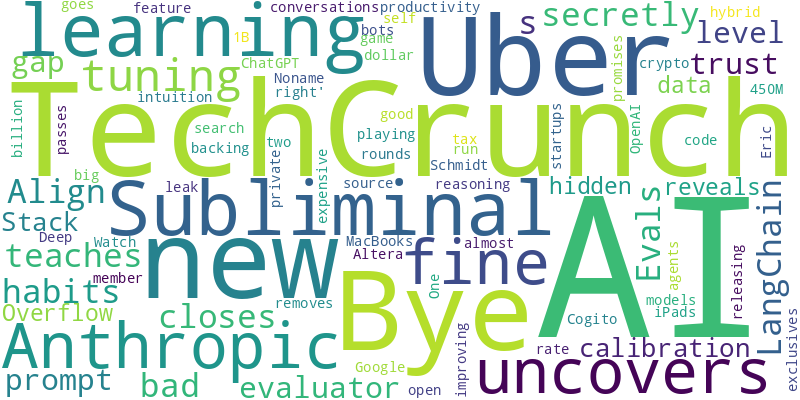 goes
feature
conversations
productivity
hybrid
learning
1B
bots
self
game
dollar
Uber
s
secretly
level
gap
tuning
ChatGPT
Noname
right'
promises
crypto
trust
TechCrunch
intuition
data
450M
billion
passes
search
backing
two
good
playing
rounds
tax
run
startups
OpenAI
code
Eric
big
leak
private
expensive
source
Schmidt
reasoning
hidden
reveals
Align
Subliminal
Stack
Deep
Watch
teaches
member
new
MacBooks
Altera
almost
fine
AI
Evals
agents
releasing
LangChain
habits
removes
Bye
One
models
iPads
Overflow
closes
Cogito
Anthropic
improving
rate
calibration
exclusives
prompt
bad
evaluator
Google
open
uncovers